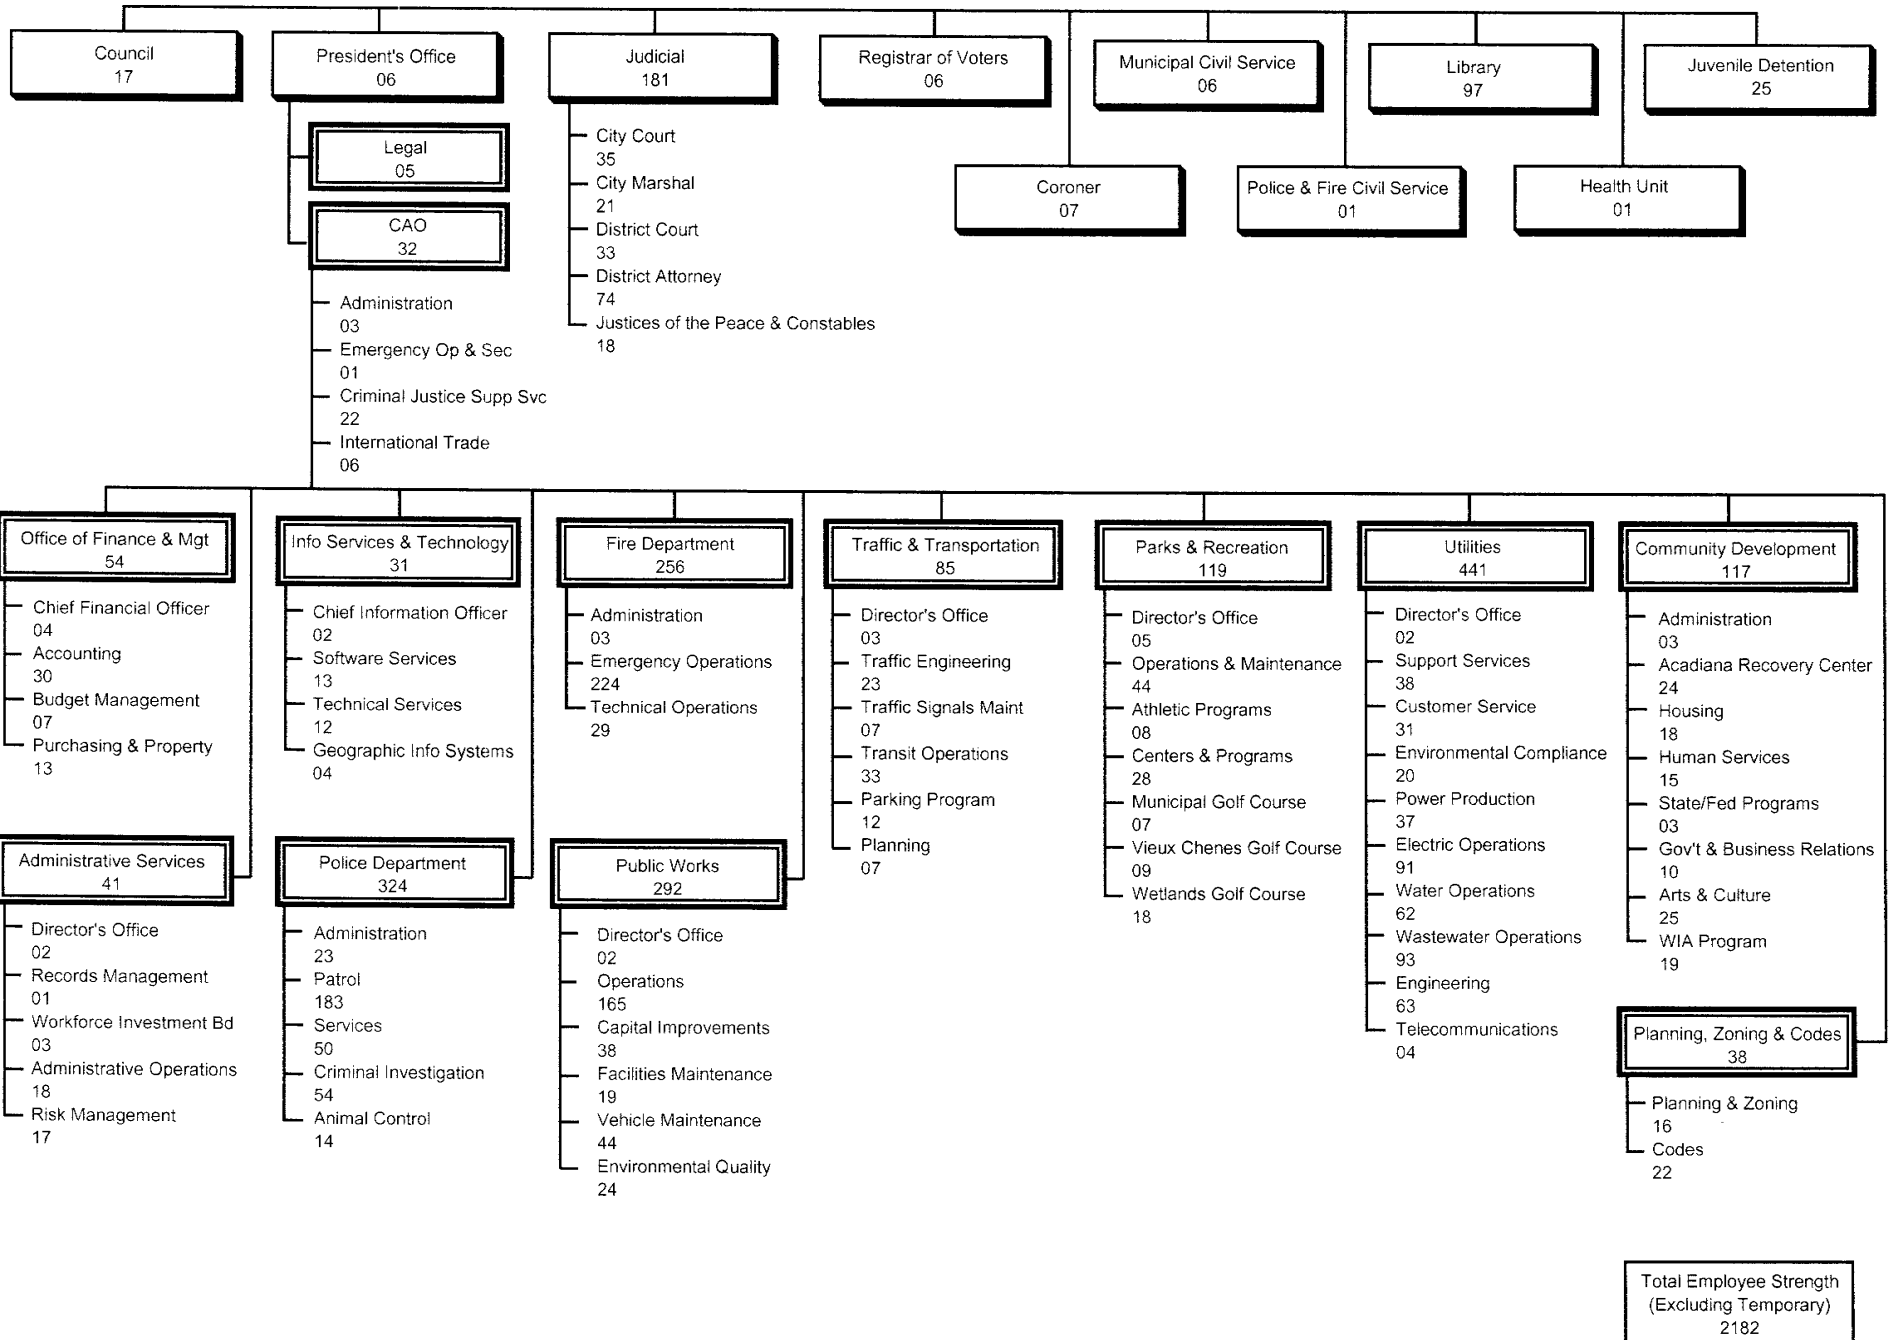 Council
17
President's Office
06
Judicial
181
Registrar of Voters
06
Municipal Civil Service
06
Library
97
Juvenile Detention
25
Legal
05
CAO
32
City Court
35
City Marshal
21
District Court
33
District Attorney
74
Justices of the Peace & Constables
18
Coroner
07
Police & Fire Civil Service
01
Health Unit
01
Administration
03
Emergency Op & Sec
01
Criminal Justice Supp Svc
22
International Trade
06
Office of Finance & Mgt
54
Chief Financial Officer
04
Accounting
30
Budget Management
07
Purchasing & Property
13
Info Services & Technology
31
Chief Information Officer
02
Software Services
13
Technical Services
12
Geographic Info Systems
04
Fire Department
256
Administration
03
Emergency Operations
224
Technical Operations
29
Traffic & Transportation
85
Director's Office
03
Traffic Engineering
23
Traffic Signals Maint
07
Transit Operations
33
Parking Program
12
Planning
07
Parks & Recreation
119
Director's Office
05
Operations & Maintenance
44
Athletic Programs
08
Centers & Programs
28
Municipal Golf Course
07
Vieux Chenes Golf Course
09
Wetlands Golf Course
18
Utilities
441
Director's Office
02
Support Services
38
Customer Service
31
Environmental Compliance
20
Power Production
37
Electric Operations
91
Water Operations
62
Wastewater Operations
93
Engineering
63
Telecommunications
04
Community Development
117
Administration
03
Acadiana Recovery Center
24
Housing
18
Human Services
15
State/Fed Programs
03
Gov't & Business Relations
10
Arts & Culture
25
WIA Program
19
Administrative Services
41
Director's Office
02
Records Management
01
Workforce Investment Bd
03
Administrative Operations
18
Risk Management
17
Police Department
324
Administration
23
Patrol
183
Services
50
Criminal Investigation
54
Animal Control
14
Public Works
292
Director's Office
02
Operations
165
Capital Improvements
38
Facilities Maintenance
19
Vehicle Maintenance
44
Environmental Quality
24
Planning, Zoning & Codes
38
Planning & Zoning
16
Codes
22
Total Employee Strength
(Excluding Temporary)
2182